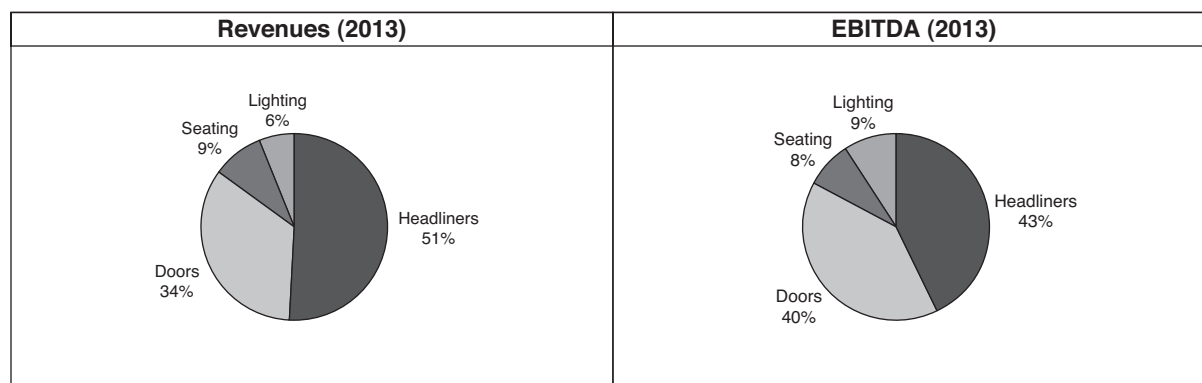 Revenues (2013)
EBITDA (2013)
Lighting
6%
Seating
9%
Headliners
51%
Doors
34%
Lighting
9%
Seating
8%
Headliners
43%
Doors
40%